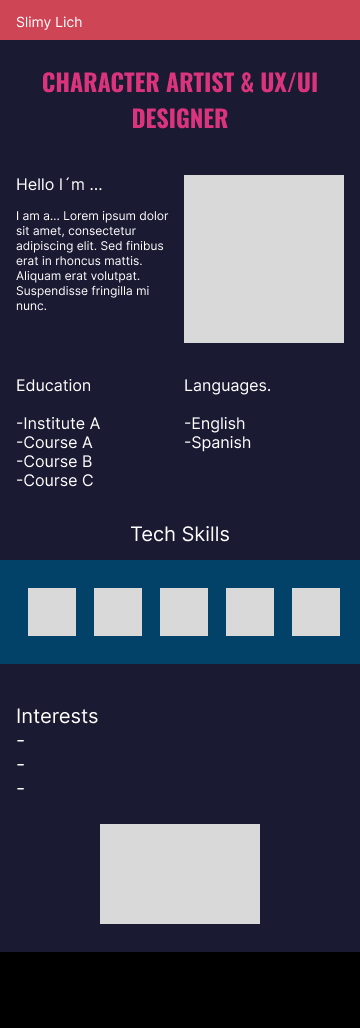 Slimy Lich
CHARACTER ARTIST & UX/UI
DESIGNER
Hello I´m ...
I am a... Lorem ipsum dolor
sit amet, consectetur
adipiscing elit. Sed finibus
erat in rhoncus mattis.
Aliquam erat volutpat.
Suspendisse fringilla mi
nunc.
Education
-Institute A
-Course A
-Course B
-Course C
Languages.
-English
-Spanish
Tech Skills
Interests
-
-
-